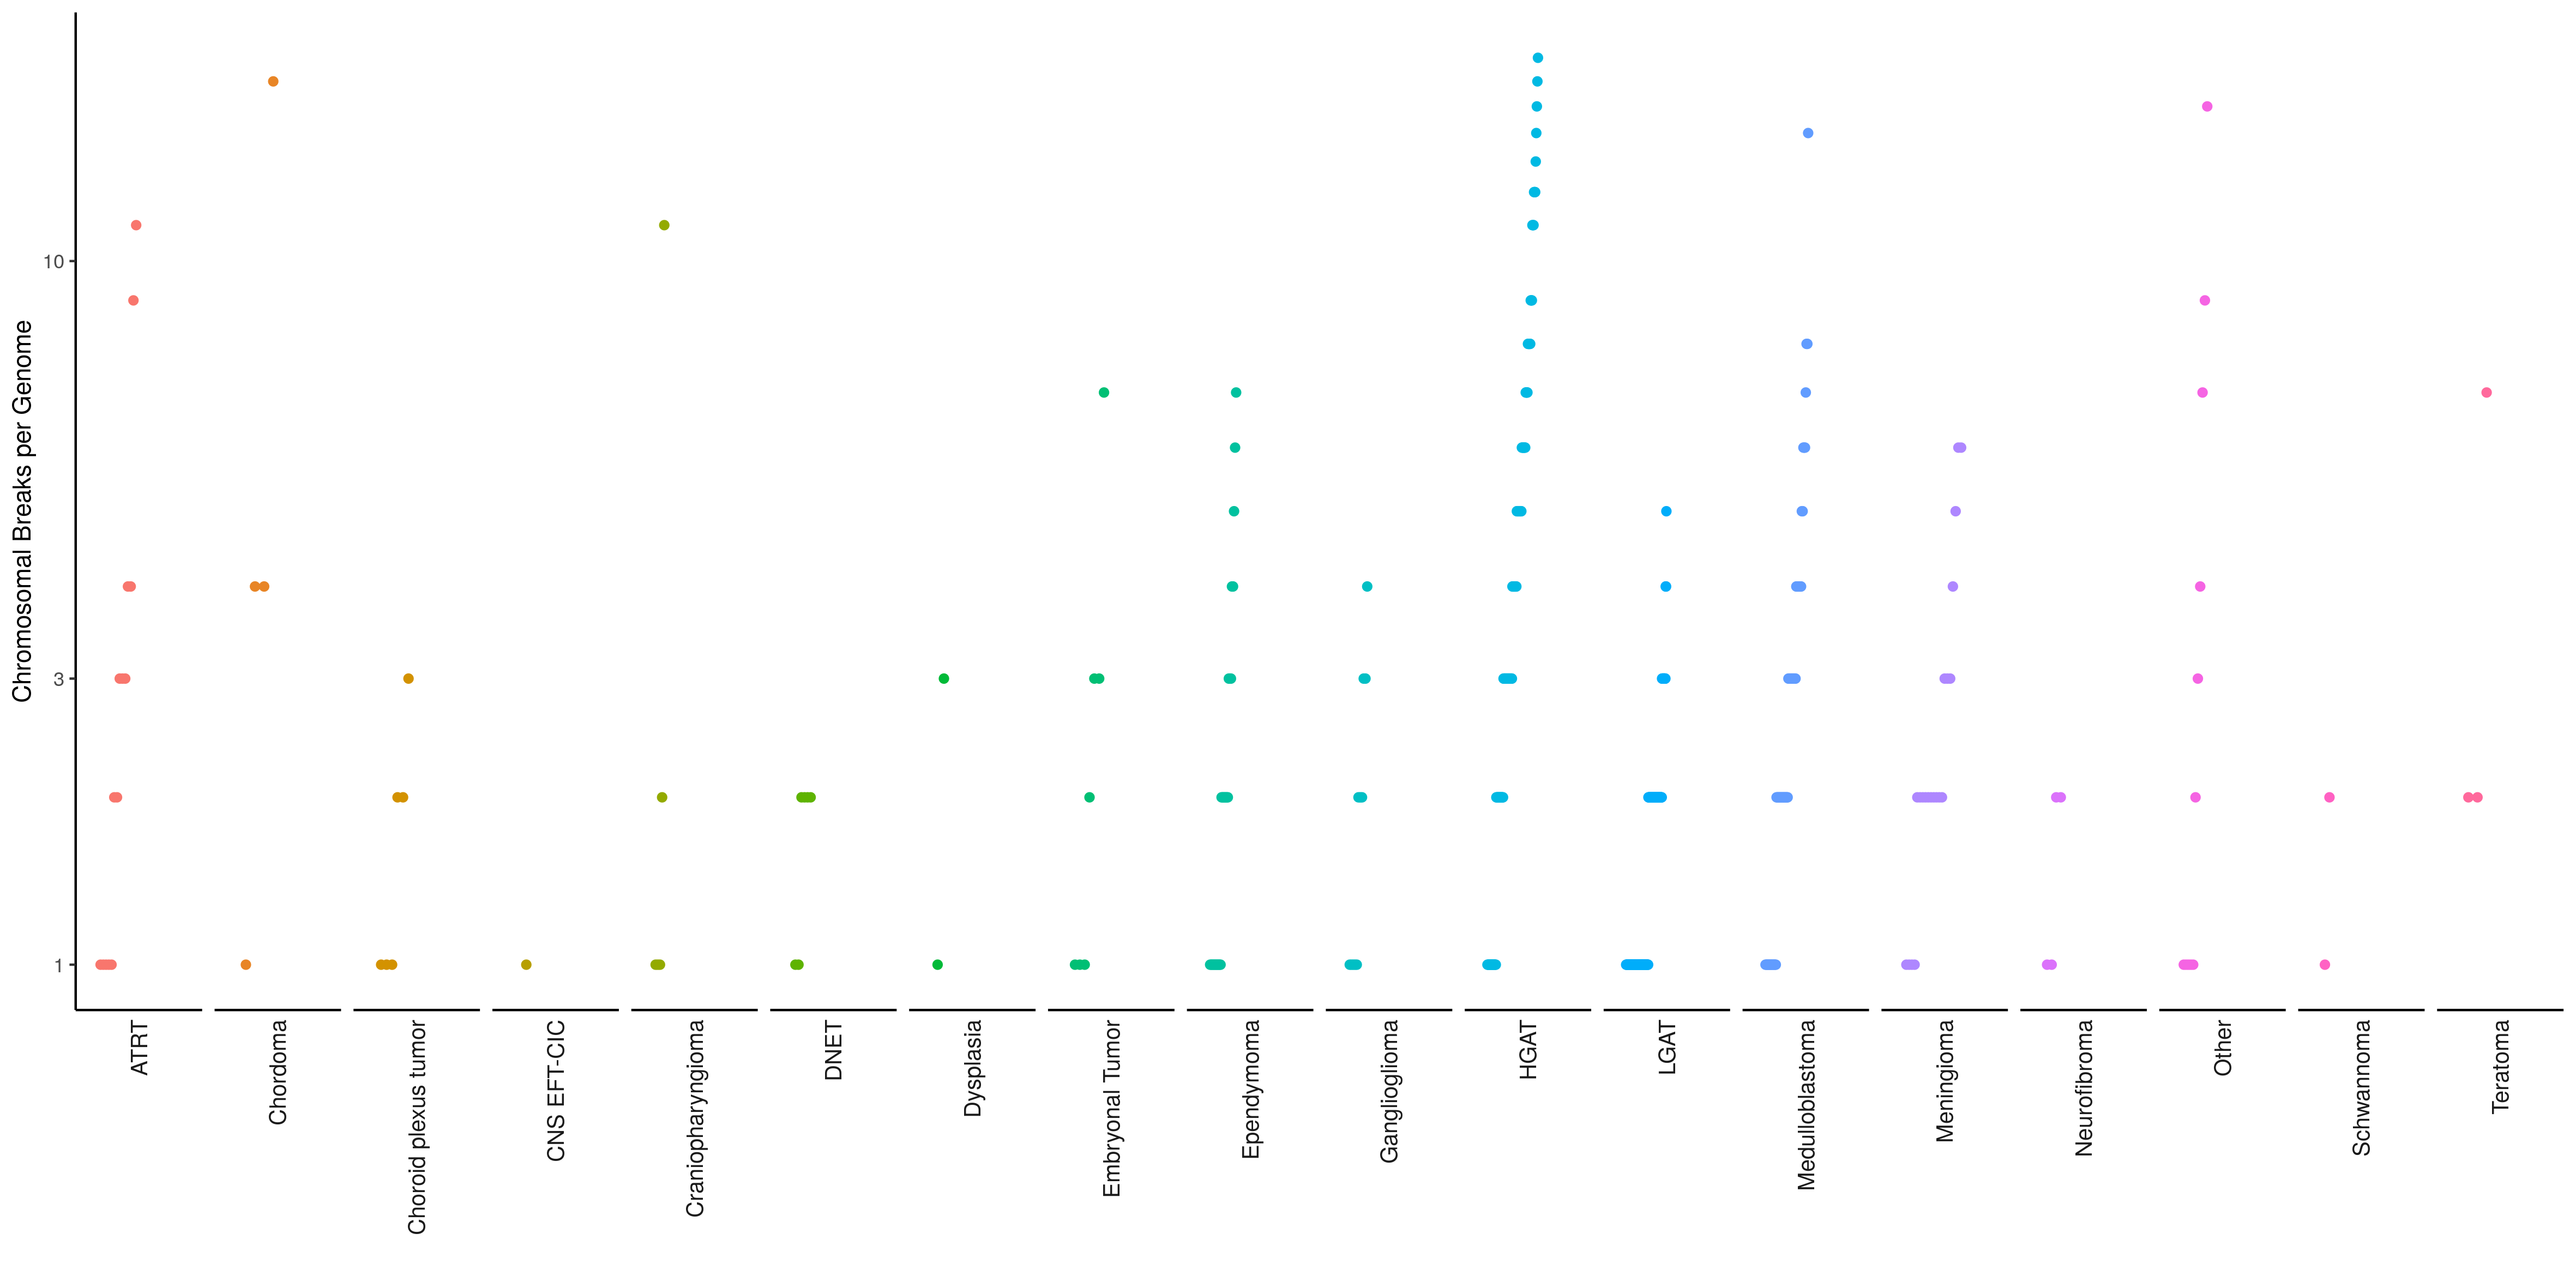 Chromosomal Breaks per Genome
10
3
1
ATRT
Chordoma
Choroid plexus tumor
CNS EFT-CIC
Craniopharyngioma
DNET
Dysplasia
Embryonal Tumor
Ependymoma
Ganglioglioma
HGAT
LGAT
Medulloblastoma
Meningioma
Neurofibroma
Other
Schwannoma
Teratoma